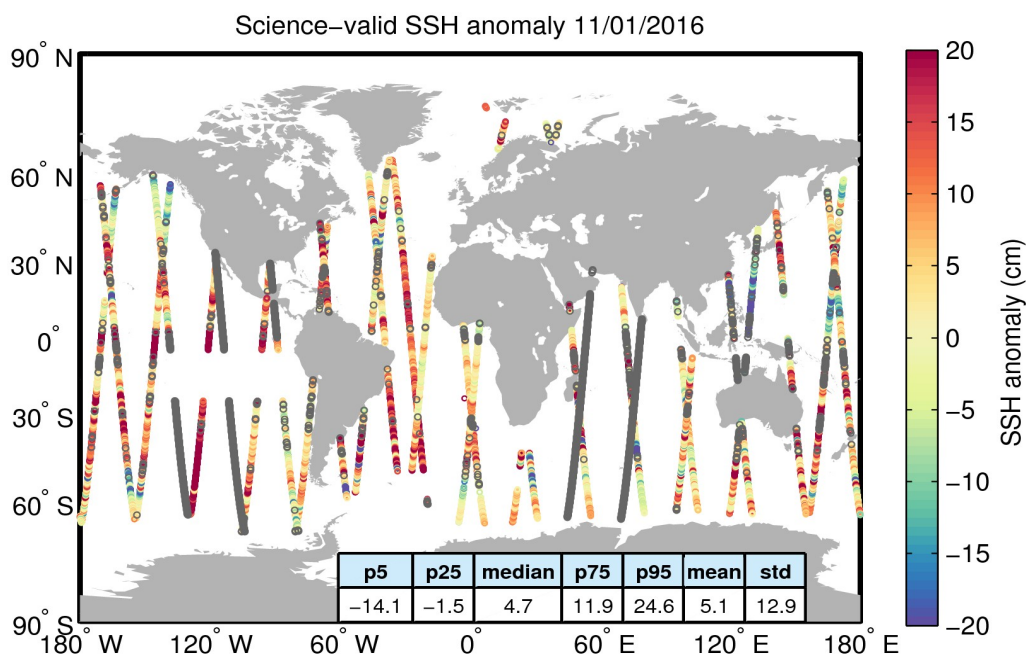 Science−valid SSH anomaly 11/01/2016
90° N
60° N
30° N
0°
30° S
60° S
90° S
180° W
120° W
60° W
0°
60° E
120° E
180° E
p5 p25 median p75 p95 mean std
−14.1 −1.5 4.7 11.9 24.6 5.1 12.9
20
15
10
5
0
−5
−10
−15
−20
SSH anomaly (cm)